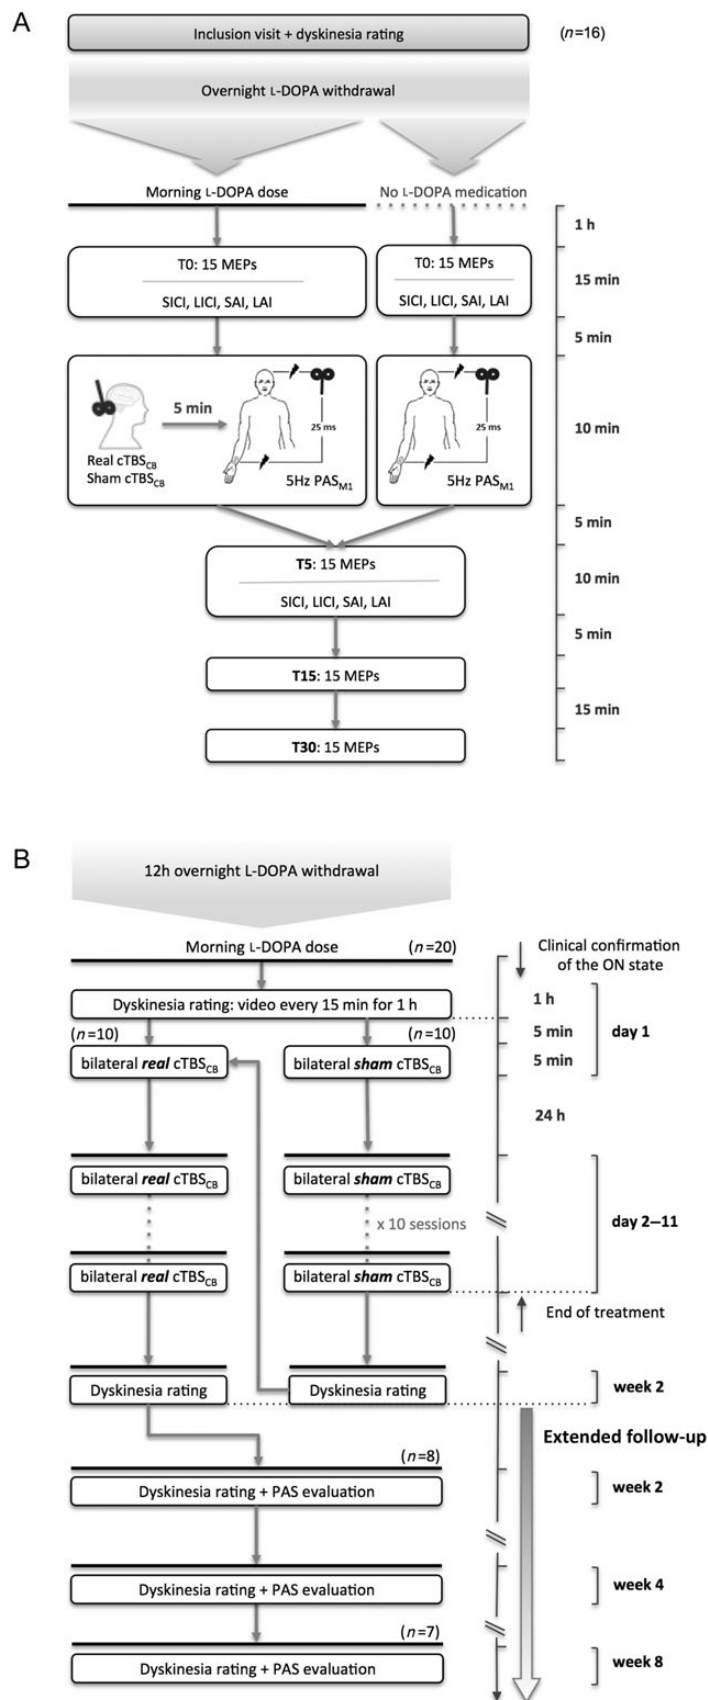 A
Inclusion visit + dyskinesia rating
(n=16)
Overnight L-DOPA withdrawal
Morning L-DOPA dose
No L-DOPA medication
1 h
T0: 15 MEPs
SICI, LICI, SAI, LAI
T0: 15 MEPs
SICI, LICI, SAI, LAI
15 min
5 min
5 min
25 ms
Real cTBSCB
Sham cTBSCB
5Hz PASM1
25 ms
5Hz PASM1
10 min
5 min
T5: 15 MEPs
SICI, LICI, SAI, LAI
10 min
5 min
T15: 15 MEPs
15 min
T30: 15 MEPs
B
12h overnight L-DOPA withdrawal
Morning L-DOPA dose
(n=20)
Clinical confirmation
of the ON state
Dyskinesia rating: video every 15 min for 1 h
1 h
(n=10)
(n=10)
5 min
day 1
bilateral real cTBSCB
bilateral sham cTBSCB
5 min
24 h
bilateral real cTBSCB
bilateral sham cTBSCB
x 10 sessions
day 2–11
bilateral real cTBSCB
bilateral sham cTBSCB
End of treatment
Dyskinesia rating
Dyskinesia rating
week 2
Extended follow-up
(n=8)
Dyskinesia rating + PAS evaluation
week 2
Dyskinesia rating + PAS evaluation
week 4
(n=7)
Dyskinesia rating + PAS evaluation
week 8